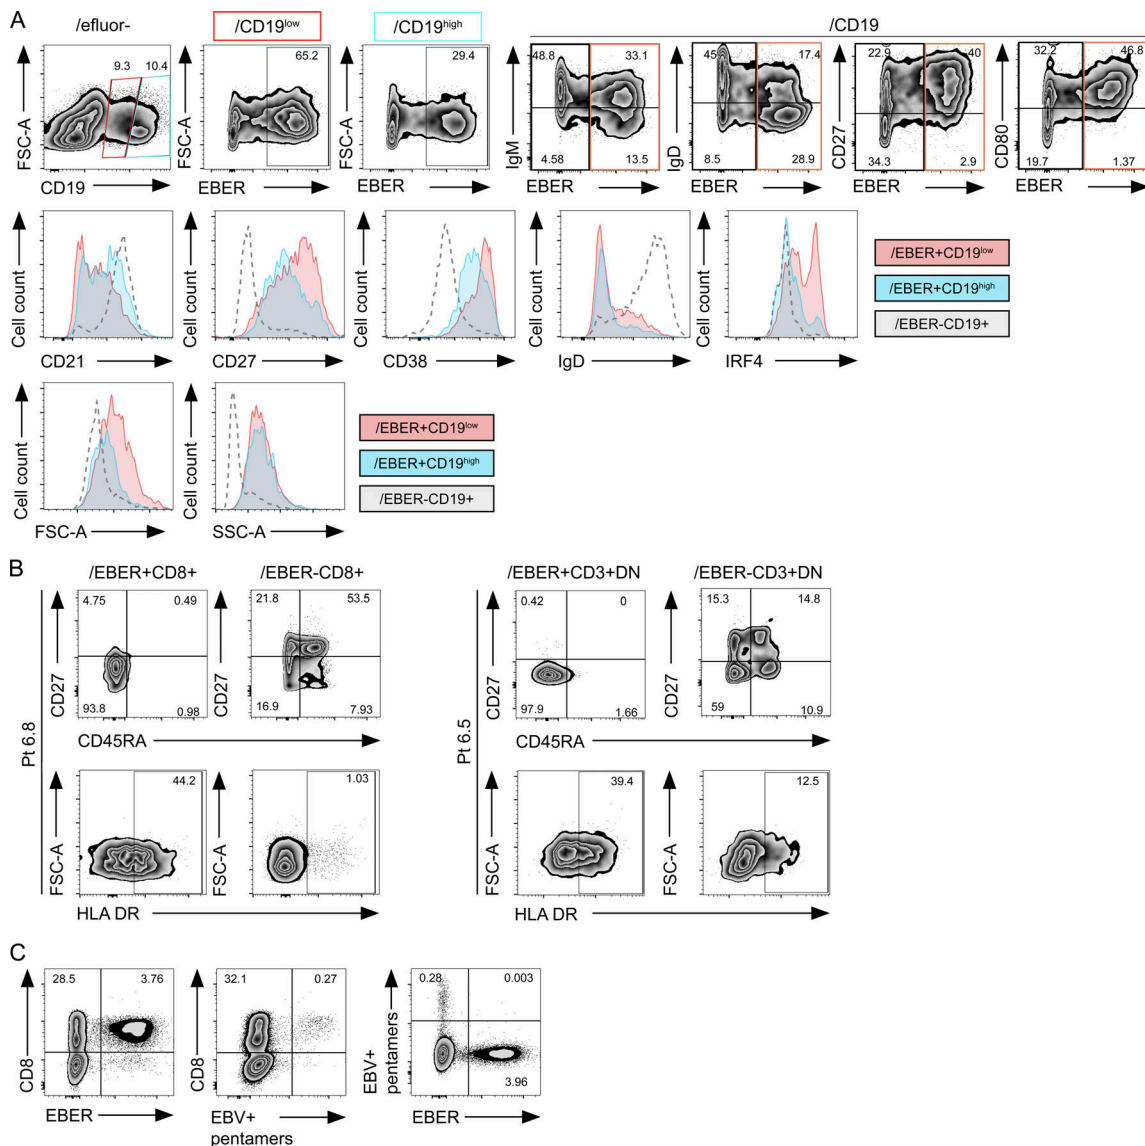 A
/efluor-
/CD19low
/CD19high
/CD19
FSC-A
9.3 10.4
CD19
FSC-A
65.2
EBER
FSC-A
29.4
EBER
IgM
48.8 33.1
4.58 13.5
EBER
IgD
45 17.4
8.5 28.9
EBER
CD27
22.9 40
34.3 2.9
EBER
CD80
32.2 46.8
19.7 1.37
EBER
Cell count
CD21
Cell count
CD27
Cell count
CD38
Cell count
IgD
Cell count
IRF4
/EBER+CD19low
/EBER+CD19high
/EBER-CD19+
Cell count
FSC-A
Cell count
SSC-A
/EBER+CD19low
/EBER+CD19high
/EBER-CD19+
B
Pt 6.8
/EBER+CD8+
/EBER-CD8+
CD27
4.75 0.49
93.8 0.98
CD27
21.8 53.5
16.9 7.93
CD45RA
FSC-A
44.2
FSC-A
1.03
HLA DR
Pt 6.5
/EBER+CD3+DN
/EBER-CD3+DN
CD27
0.42 0
97.9 1.66
CD27
15.3 14.8
59 10.9
CD45RA
FSC-A
39.4
FSC-A
12.5
HLA DR
C
CD8
28.5 3.76
EBER
CD8
32.1 0.27
EBV+
pentamers
EBV+
pentamers
0.28 0.003
3.96
EBER